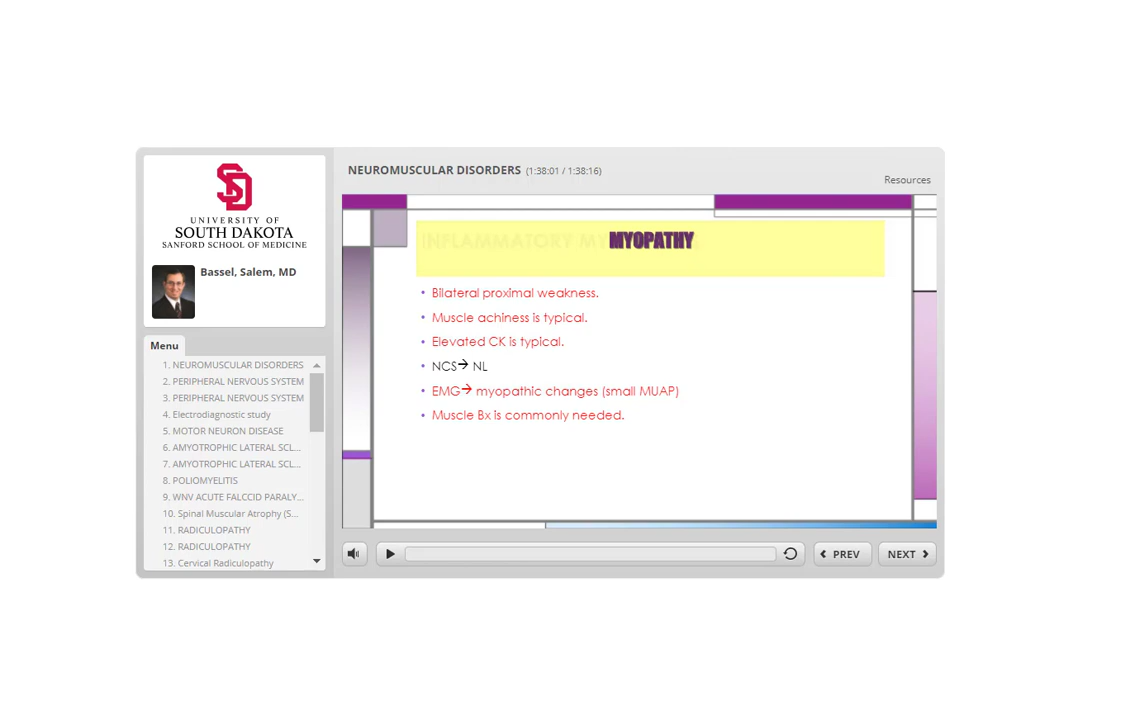 SD
UNIVERSITY OF
SOUTH DAKOTA
SANFORD SCHOOL OF MEDICINE
Bassel, Salem, MD
Menu
1. NEUROMUSCULAR DISORDERS
2. PERIPHERAL NERVOUS SYSTEM
3. PERIPHERAL NERVOUS SYSTEM
4. Electrodiagnostic study
5. MOTOR NEURON DISEASE
6. AMYOTROPHIC LATERAL SCL...
7. AMYOTROPHIC LATERAL SCL...
8. POLIOMYELITIS
9. WNV ACUTE FALCCID PARALY...
10. Spinal Muscular Atrophy (S...
11. RADICULOPATHY
12. RADICULOPATHY
13. Cervical Radiculopathy
NEUROMUSCULAR DISORDERS (1:38:01 / 1:38:16)
Resources
INFLAMMATORY MYMYOPATHY
• Bilateral proximal weakness.
• Muscle achiness is typical.
• Elevated CK is typical.
• NCS→ NL
• EMG→ myopathic changes (small MUAP)
• Muscle Bx is commonly needed.
PREV
NEXT